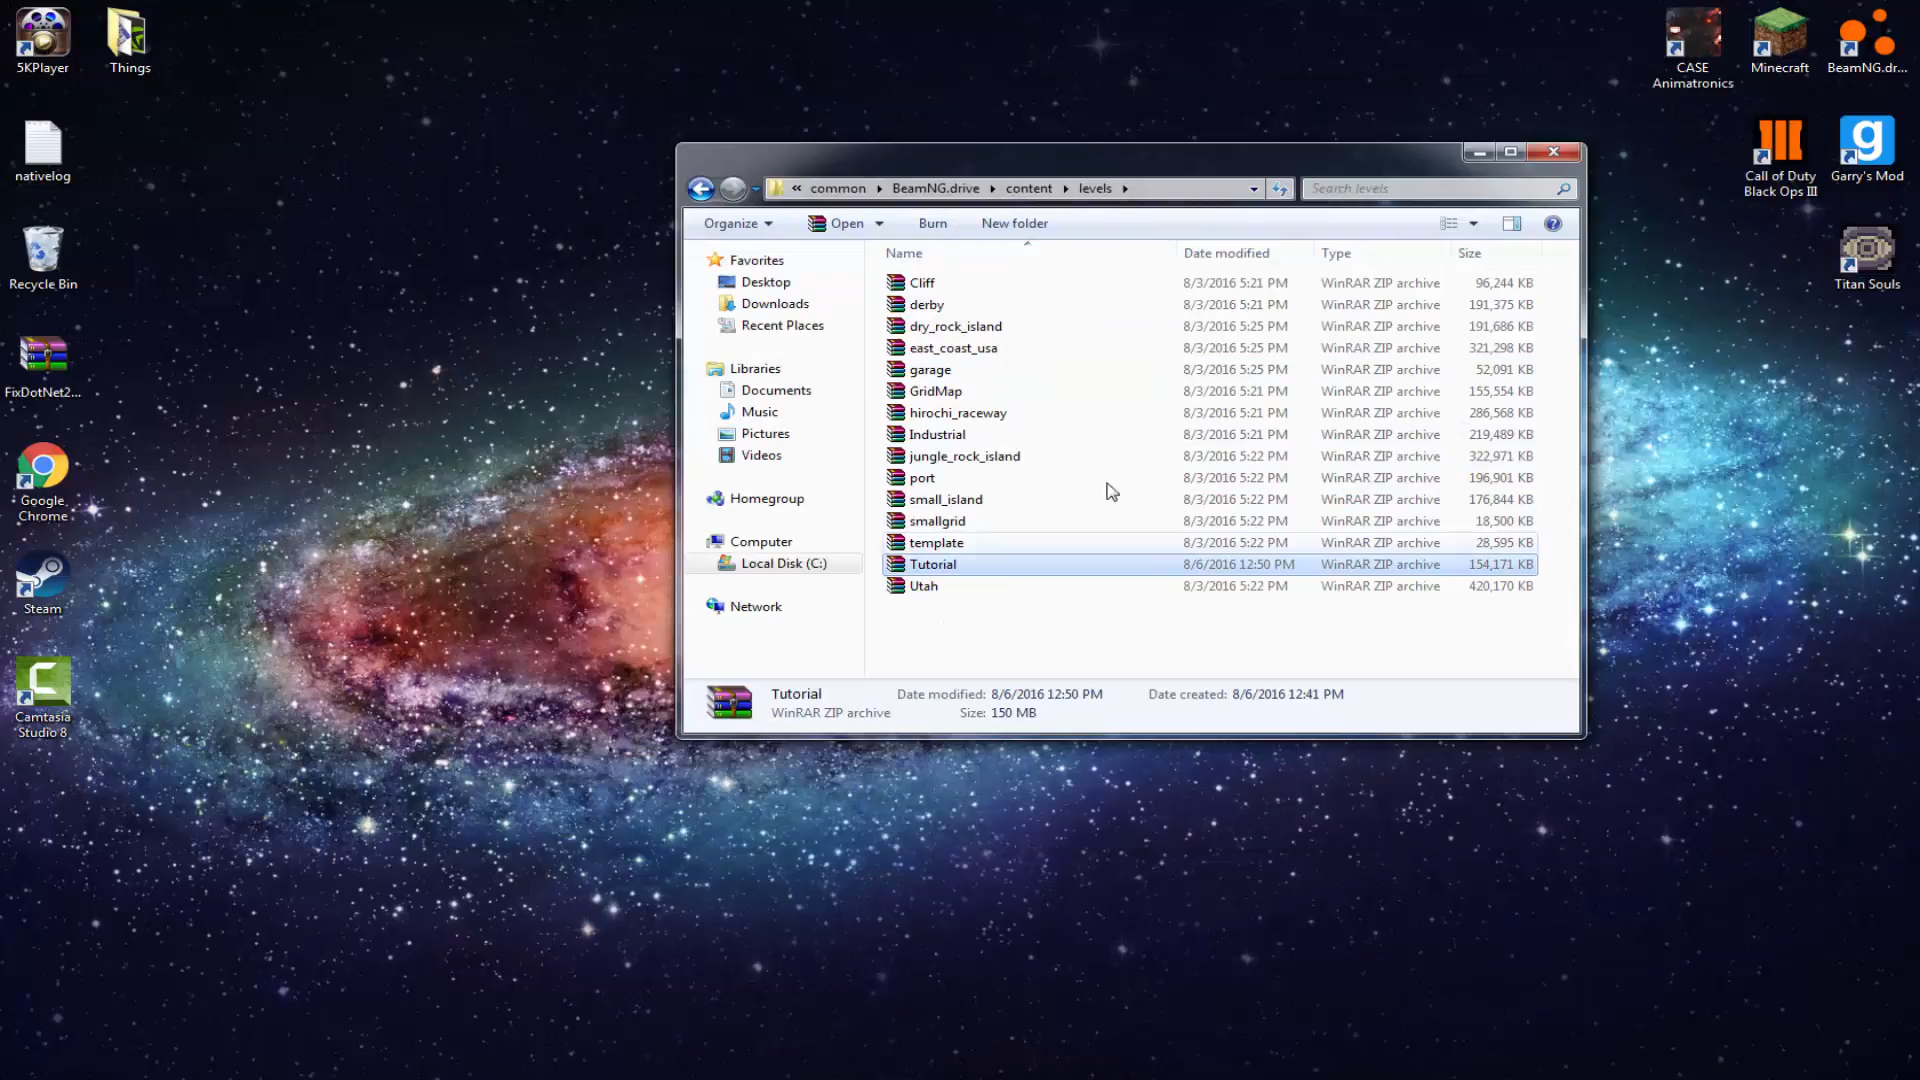 5KPlayer
Things
nativelog
Recycle Bin
FixDotNet2...
Google
Chrome
Steam
Camtasia
Studio 8
CASE
Animatronics
Minecraft
BeamNG.dr...
Call of Duty
Black Ops III
Garry's Mod
Titan Souls
« common BeamNG.drive content levels
Search levels
Organize Open Burn New folder
Favorites
Desktop
Downloads
Recent Places
Libraries
Documents
Music
Pictures
Videos
Homegroup
Computer
Local Disk (C:)
Network
Name Date modified Type Size
Cliff 8/3/2016 5:21 PM WinRAR ZIP archive 96,244 KB
derby 8/3/2016 5:21 PM WinRAR ZIP archive 191,375 KB
dry_rock_island 8/3/2016 5:25 PM WinRAR ZIP archive 191,686 KB
east_coast_usa 8/3/2016 5:25 PM WinRAR ZIP archive 321,298 KB
garage 8/3/2016 5:25 PM WinRAR ZIP archive 52,091 KB
GridMap 8/3/2016 5:21 PM WinRAR ZIP archive 155,554 KB
hirochi_raceway 8/3/2016 5:21 PM WinRAR ZIP archive 286,568 KB
Industrial 8/3/2016 5:21 PM WinRAR ZIP archive 219,489 KB
jungle_rock_island 8/3/2016 5:22 PM WinRAR ZIP archive 322,971 KB
port 8/3/2016 5:22 PM WinRAR ZIP archive 196,901 KB
small_island 8/3/2016 5:22 PM WinRAR ZIP archive 176,844 KB
smallgrid 8/3/2016 5:22 PM WinRAR ZIP archive 18,500 KB
template 8/3/2016 5:22 PM WinRAR ZIP archive 28,595 KB
Tutorial 8/6/2016 12:50 PM WinRAR ZIP archive 154,171 KB
Utah 8/3/2016 5:22 PM WinRAR ZIP archive 420,170 KB
Tutorial Date modified: 8/6/2016 12:50 PM Date created: 8/6/2016 12:41 PM
WinRAR ZIP archive Size: 150 MB